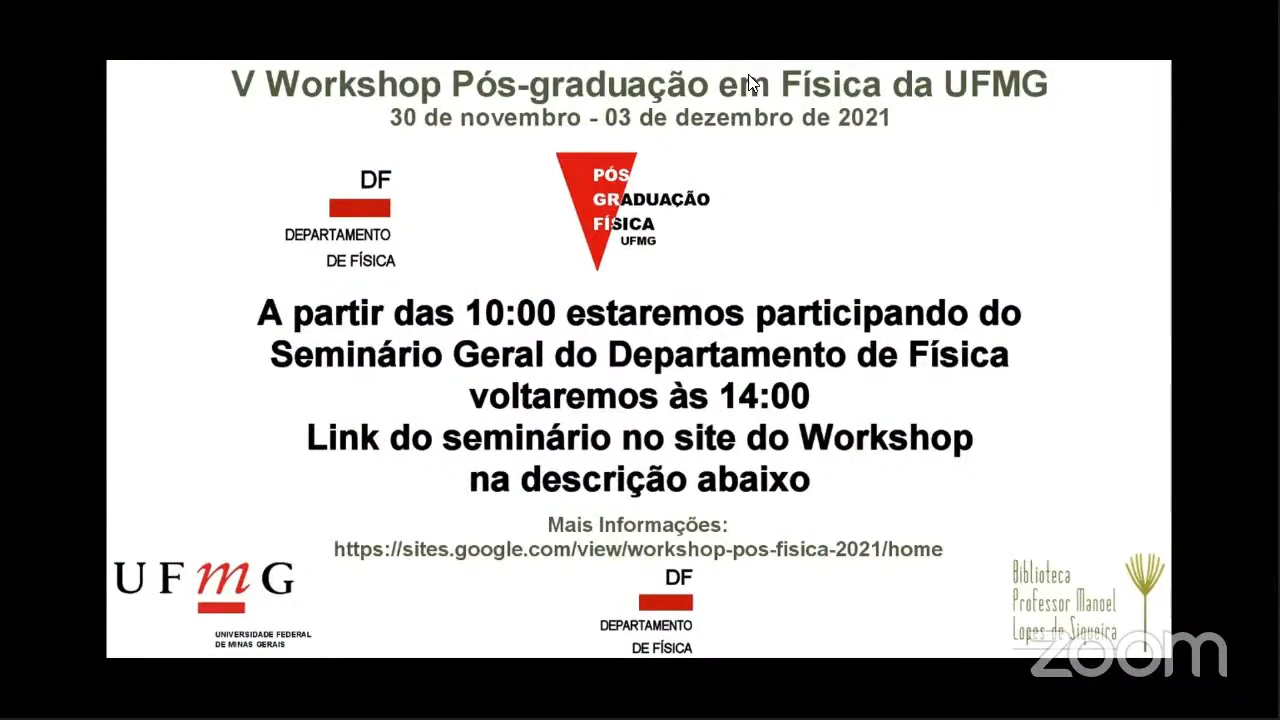 V Workshop Pós-graduação em Física da UFMG
30 de novembro - 03 de dezembro de 2021
DF
DEPARTAMENTO
DE FÍSICA
PÓS
GRADUAÇÃO
FÍSICA
UFMG
A partir das 10:00 estaremos participando do
Seminário Geral do Departamento de Física
voltaremos às 14:00
Link do seminário no site do Workshop
na descrição abaixo
Mais Informações:
https://sites.google.com/view/workshop-pos-fisica-2021/home
UFmG
UNIVERSIDADE FEDERAL
DE MINAS GERAIS
DF
DEPARTAMENTO
DE FÍSICA
Biblioteca
Professor Manoel
Lopes de Siqueira
zoom